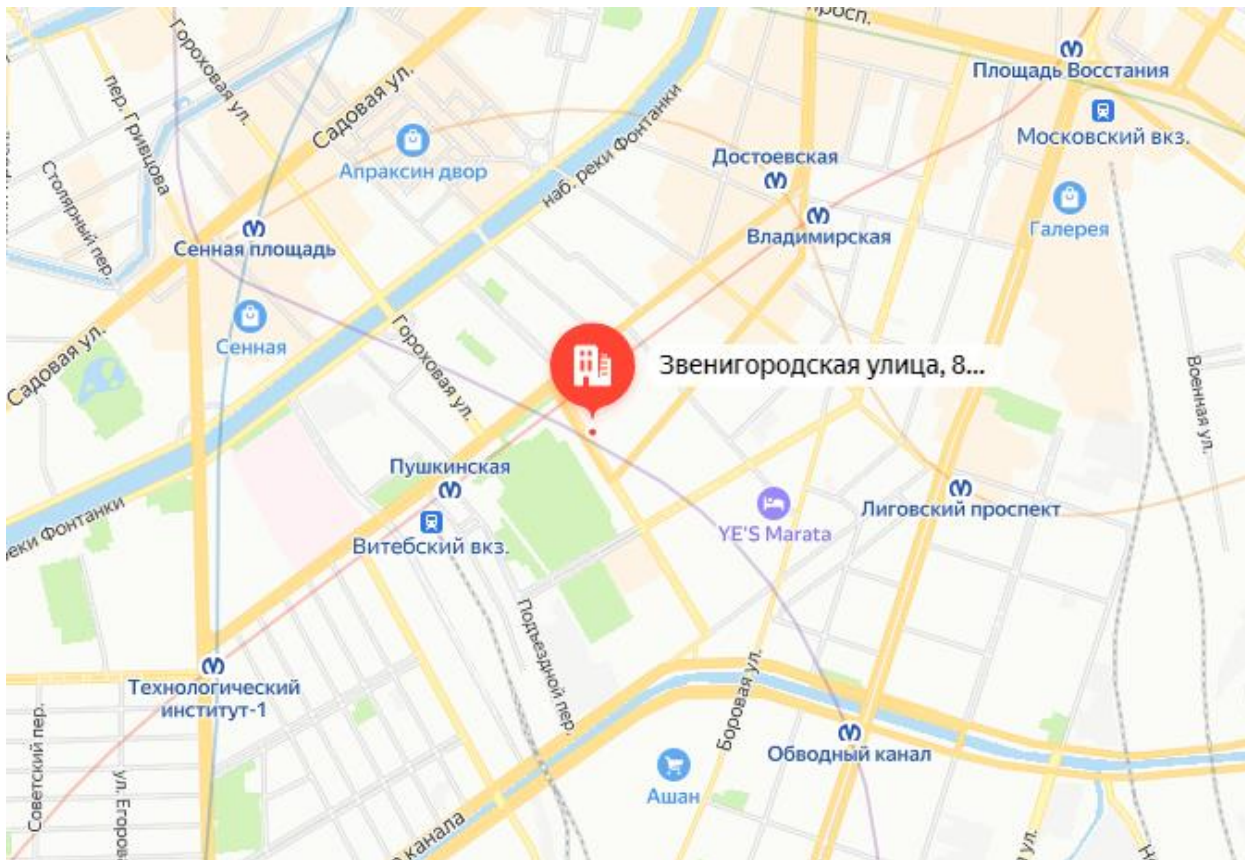 просп.
Гороховая ул.
Площадь Восстания
пер. Гривцова
Садовая ул.
наб. реки Фонтанки
Московский вкз.
Апраксин двор
Достоевская
Столярный пер.
Владимирская
Галерея
Сенная площадь
Сенная
Садовая ул.
Гороховая ул.
Звенигородская улица, 8...
Военная ул.
Пушкинская
Лиговский проспект
YE'S Marata
Витебский вкз.
реки Фонтанки
Подъездной пер.
Технологический
институт-1
Боровая ул.
Обводный канал
Советский пер.
ул. Егорова
Ашан
канала
ул.